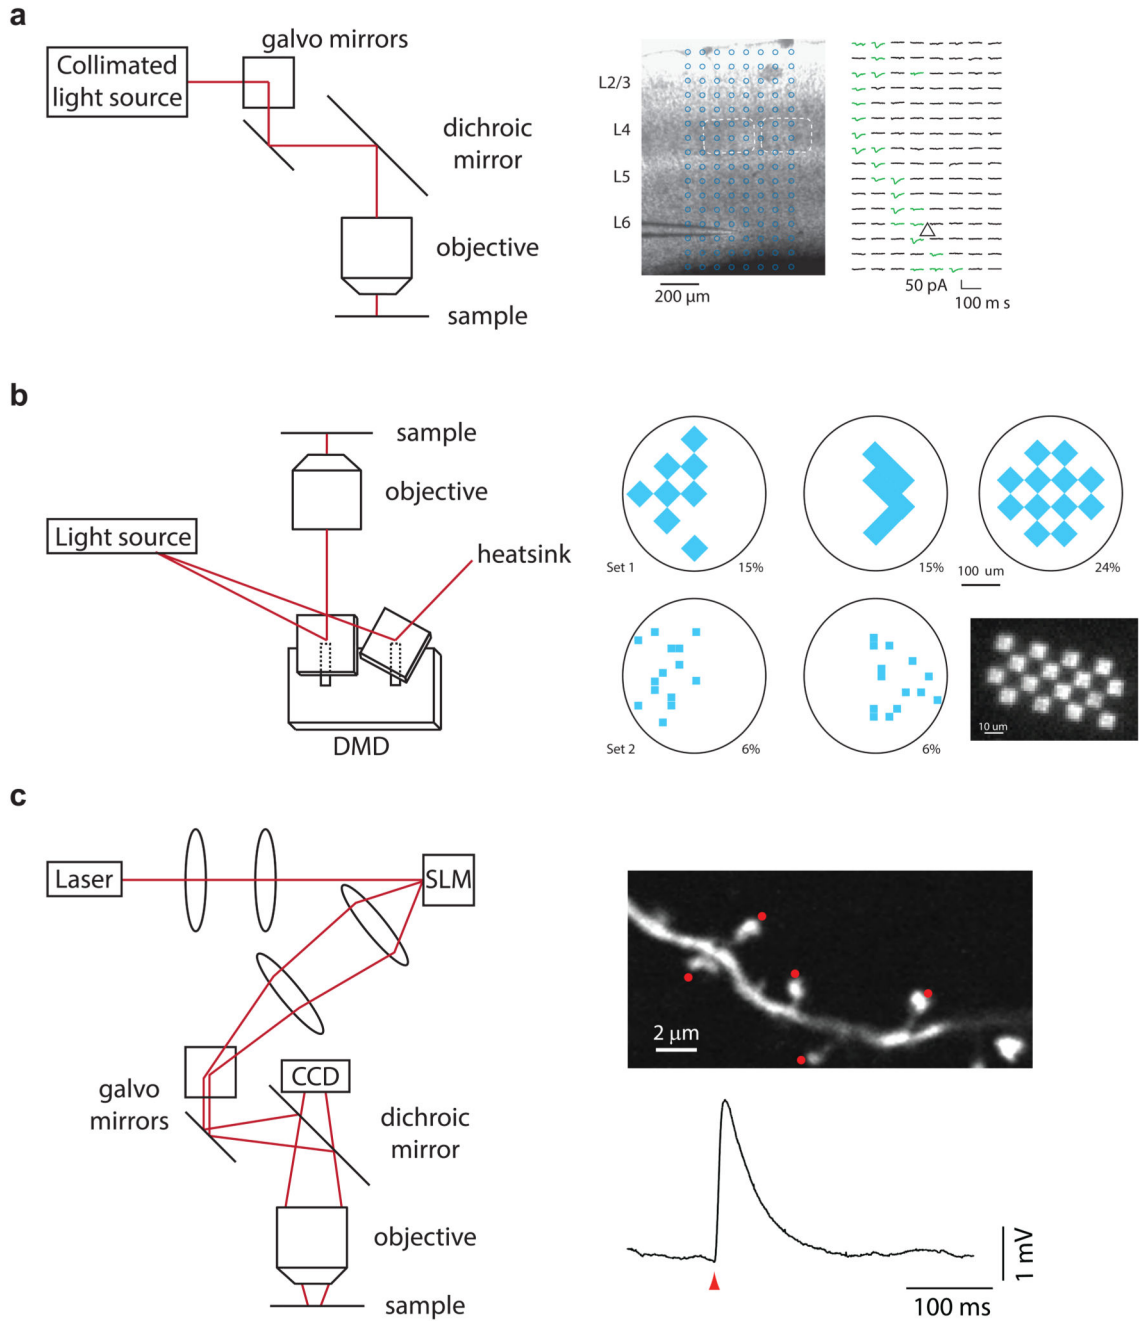 a
Collimated
light source
galvo mirrors
dichroic
mirror
objective
sample
L2/3
L4
L5
L6
200 µm
50 pA
100 m s
b
sample
objective
Light source
heatsink
DMD
Set 1
15%
15%
100 um
24%
Set 2
6%
6%
10 um
c
Laser
SLM
galvo
mirrors
CCD
dichroic
mirror
objective
sample
2 µm
1 mV
100 ms